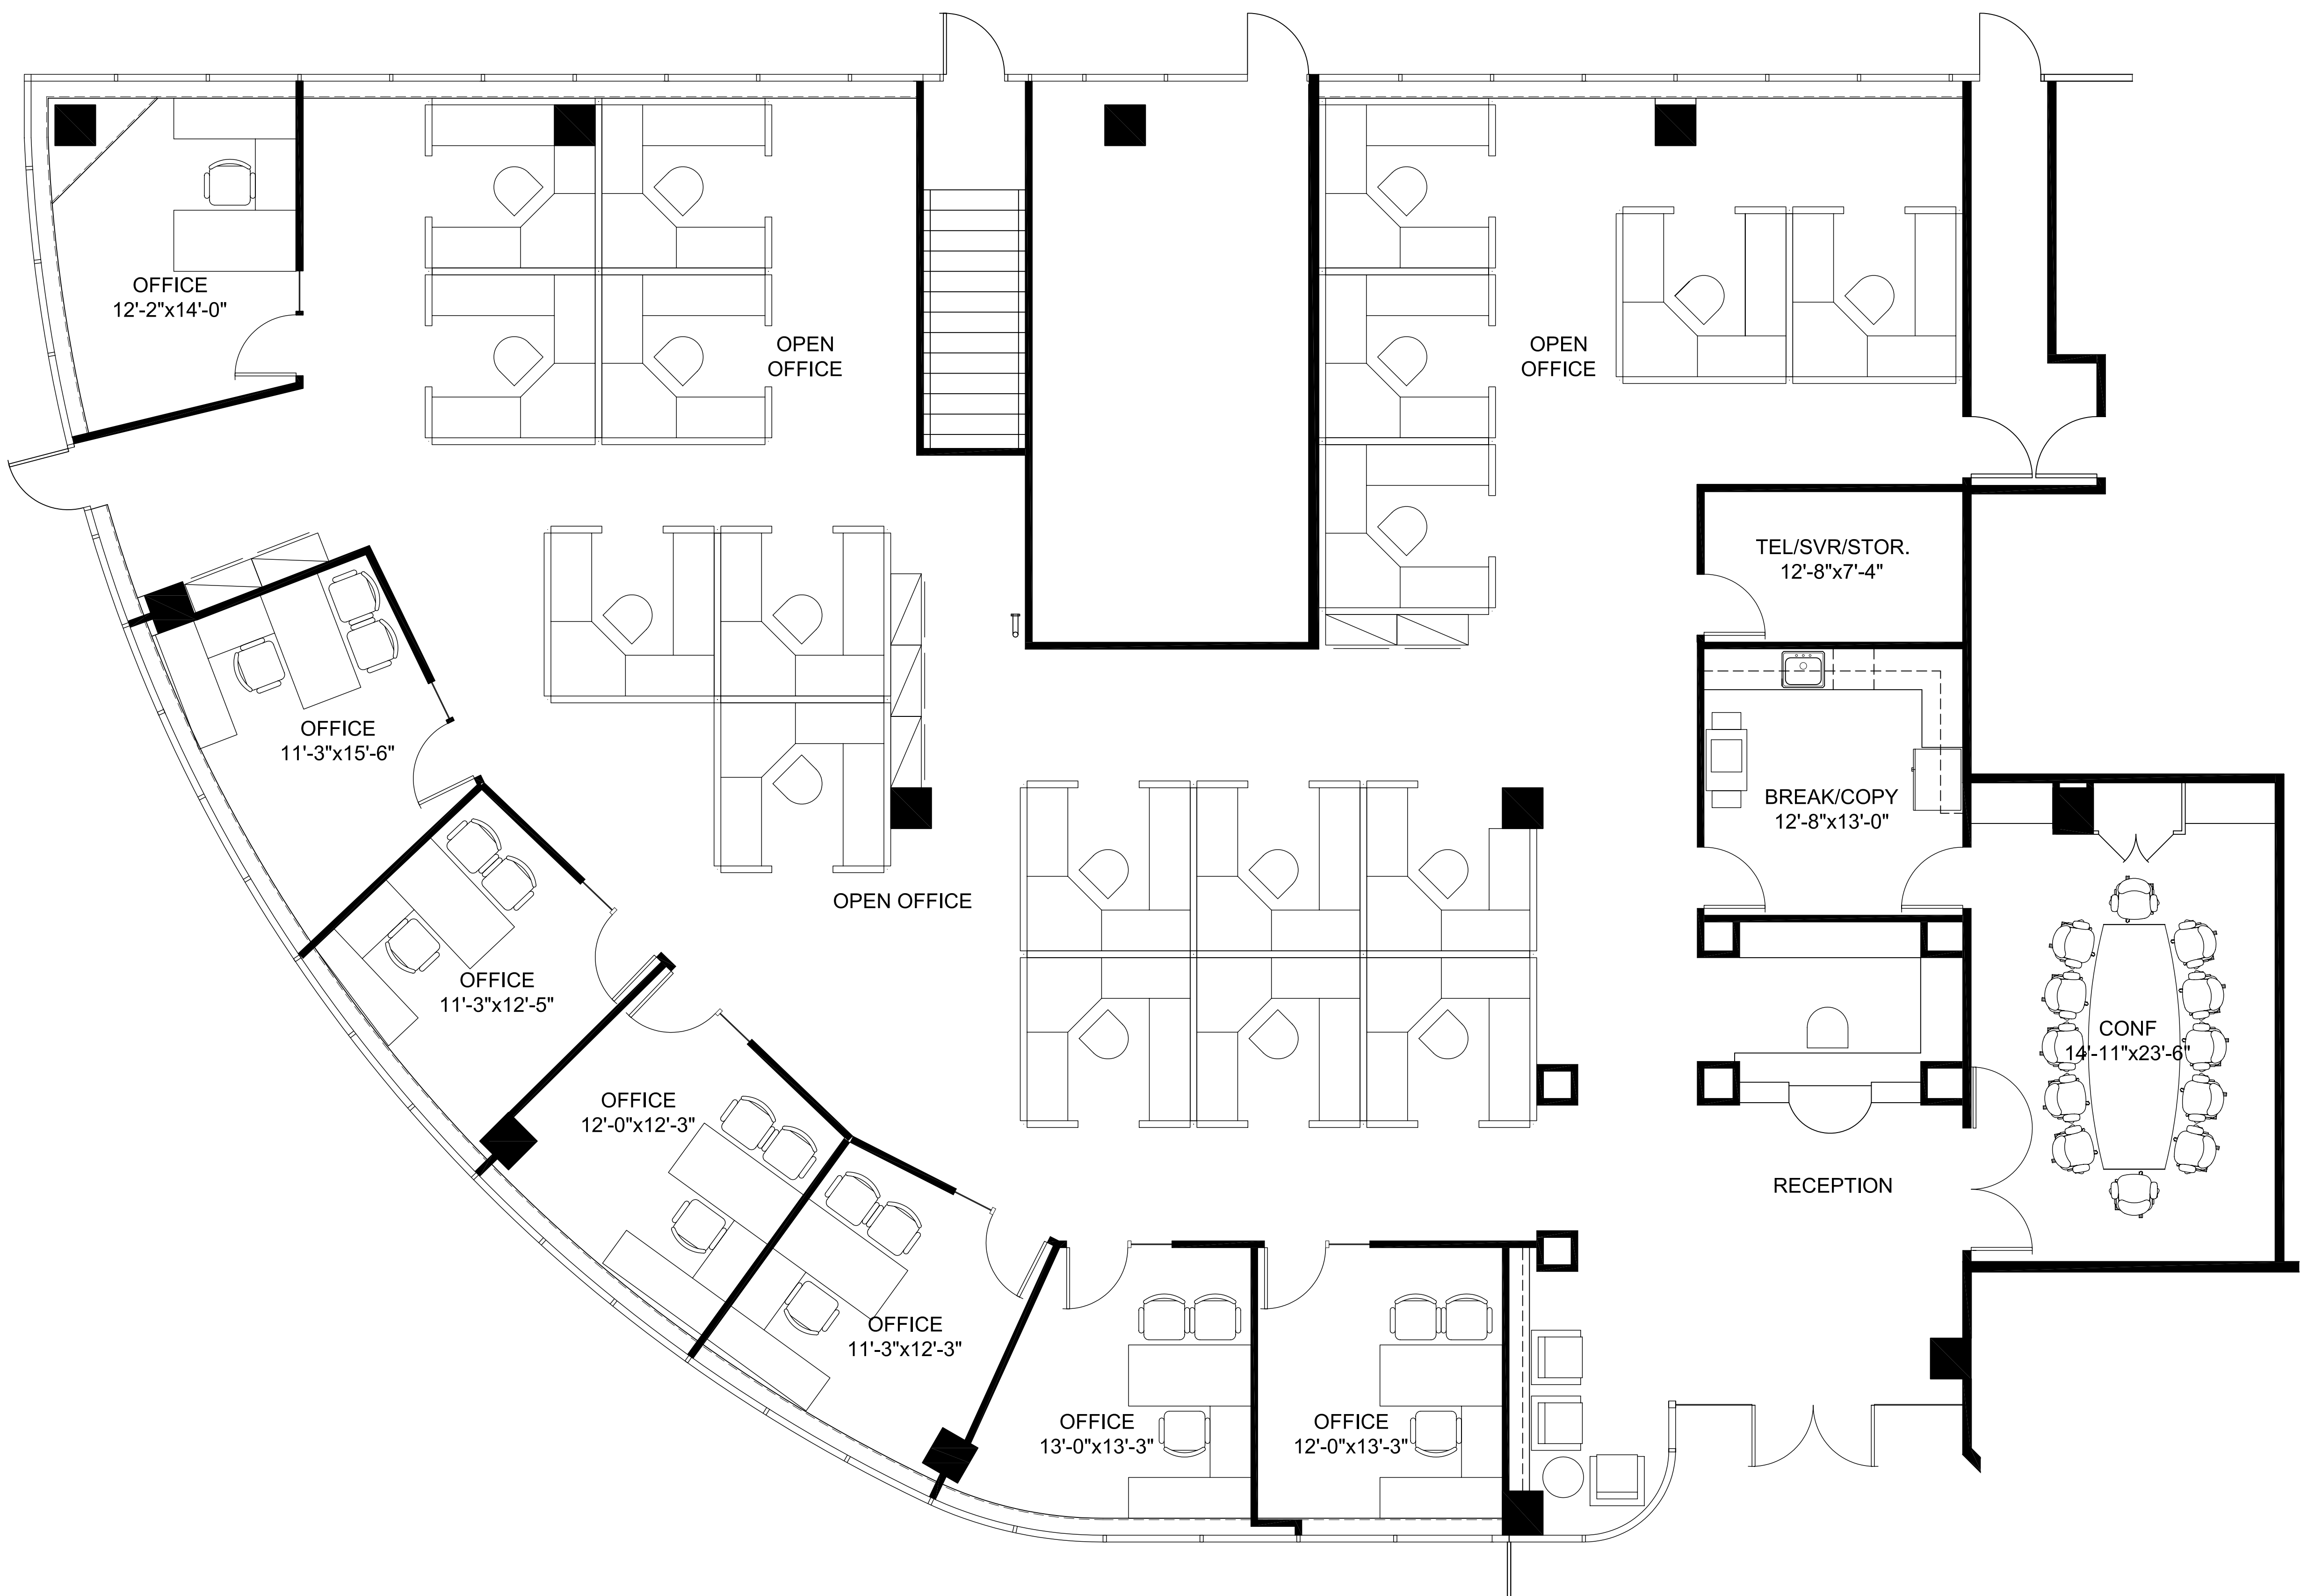 OFFICE
12'-2"x14'-0"
OPEN
OFFICE
OPEN
OFFICE
TEL/SVR/STOR.
12'-8"x7'-4"
OFFICE
11'-3"x15'-6"
BREAK/COPY
12'-8"x13'-0"
OPEN OFFICE
OFFICE
11'-3"x12'-5"
CONF
14'-11"x23'-6"
OFFICE
12'-0"x12'-3"
RECEPTION
OFFICE
11'-3"x12'-3"
OFFICE
13'-0"x13'-3"
OFFICE
12'-0"x13'-3"